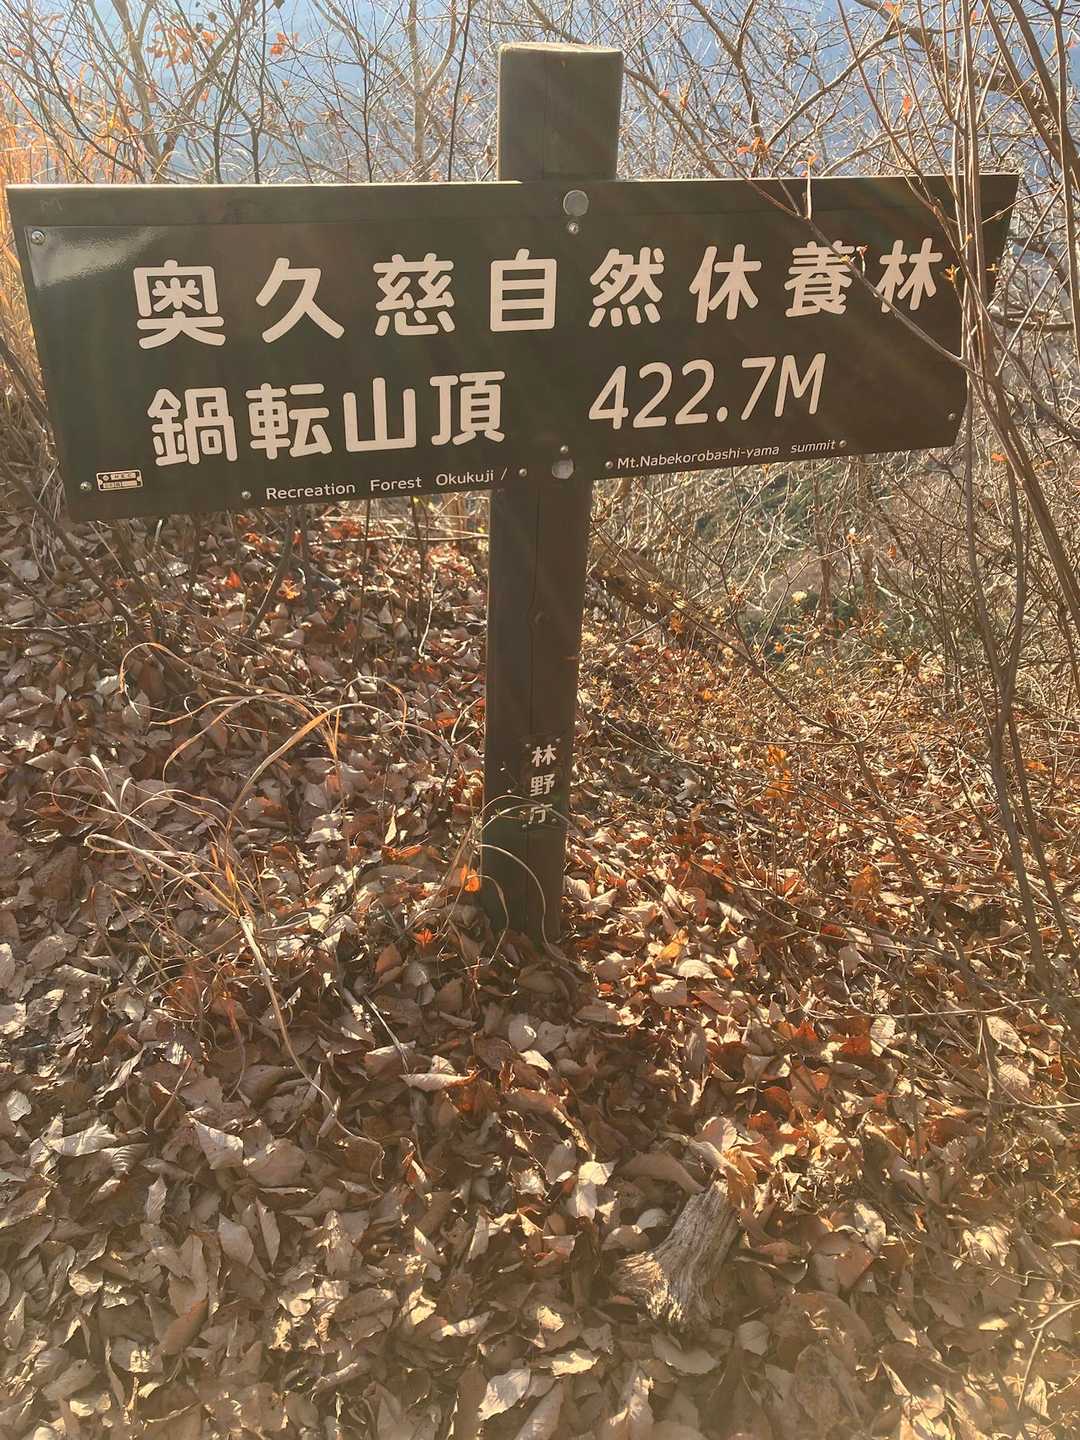 奥久慈自然休養林
鍋転山頂 422.7M
Recreation Forest Okukuji / Mt.Nabekorobashi-yama summit
林野庁